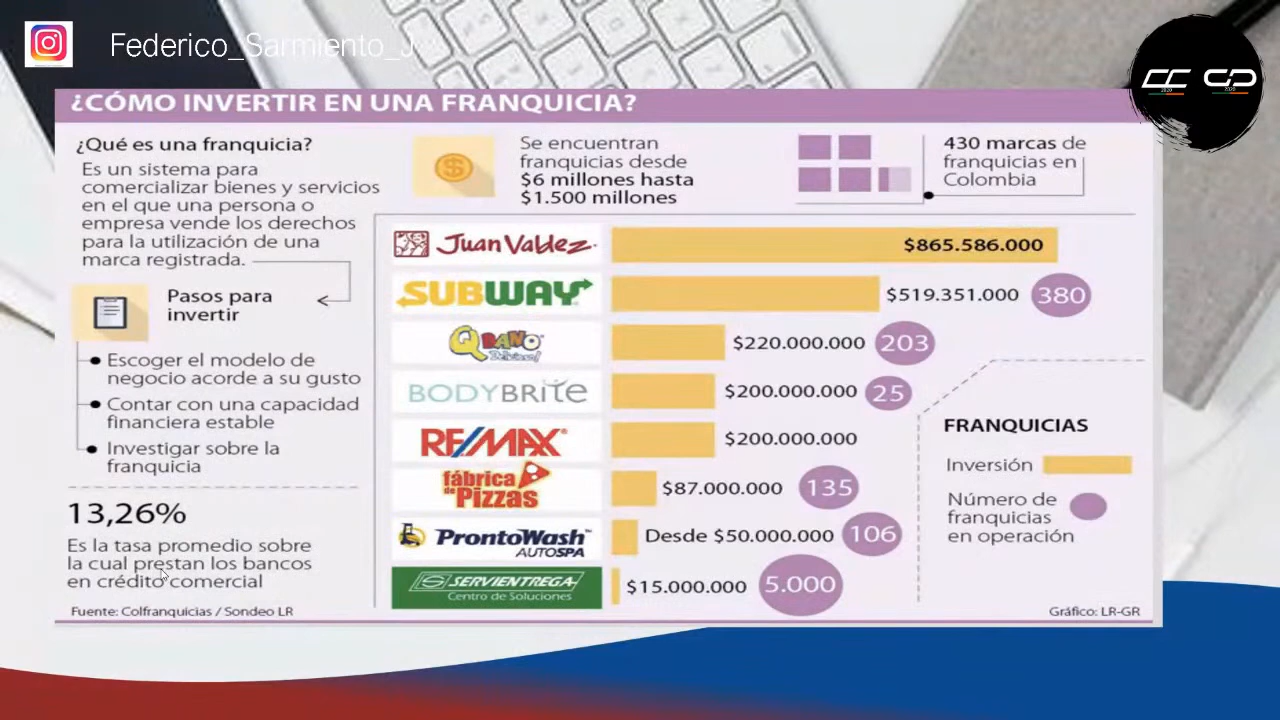 Federico_Sarmiento_J
CC GP
2020 2020
¿CÓMO INVERTIR EN UNA FRANQUICIA?
¿Qué es una franquicia?
Es un sistema para
comercializar bienes y servicios
en el que una persona o
empresa vende los derechos
para la utilización de una
marca registrada.
Pasos para
invertir
Escoger el modelo de
negocio acorde a su gusto
Contar con una capacidad
financiera estable
Investigar sobre la
franquicia
13,26%
Es la tasa promedio sobre
la cual prestan los bancos
en crédito comercial
Fuente: Colfranquicias / Sondeo LR
Se encuentran
franquicias desde
$6 millones hasta
$1.500 millones
430 marcas de
franquicias en
Colombia
Juan Valdez $865.586.000
SUBWAY $519.351.000 380
QBANO $220.000.000 203
Delicioso!
BODYBRITE $200.000.000 25
RE/MAX $200.000.000
fábrica
de Pizzas $87.000.000 135
ProntoWash Desde $50.000.000 106
AUTOSPA
SERVIENTREGA $15.000.000 5.000
Centro de Soluciones
FRANQUICIAS
Inversión
Número de
franquicias
en operación
Gráfico: LR-GR